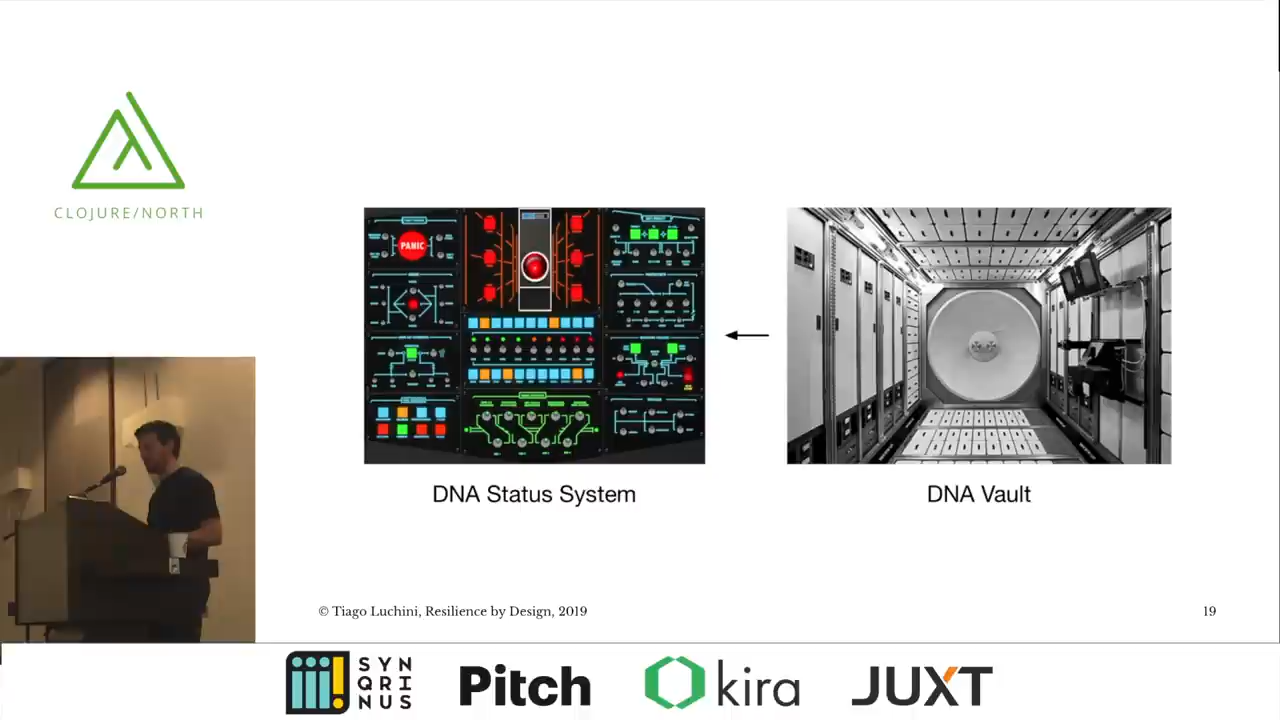 CLOJURE/NORTH
PANIC
DNA Status System
DNA Vault
© Tiago Luchini, Resilience by Design, 2019
19
SYN
QRI
NUS
Pitch
kira
JUXT